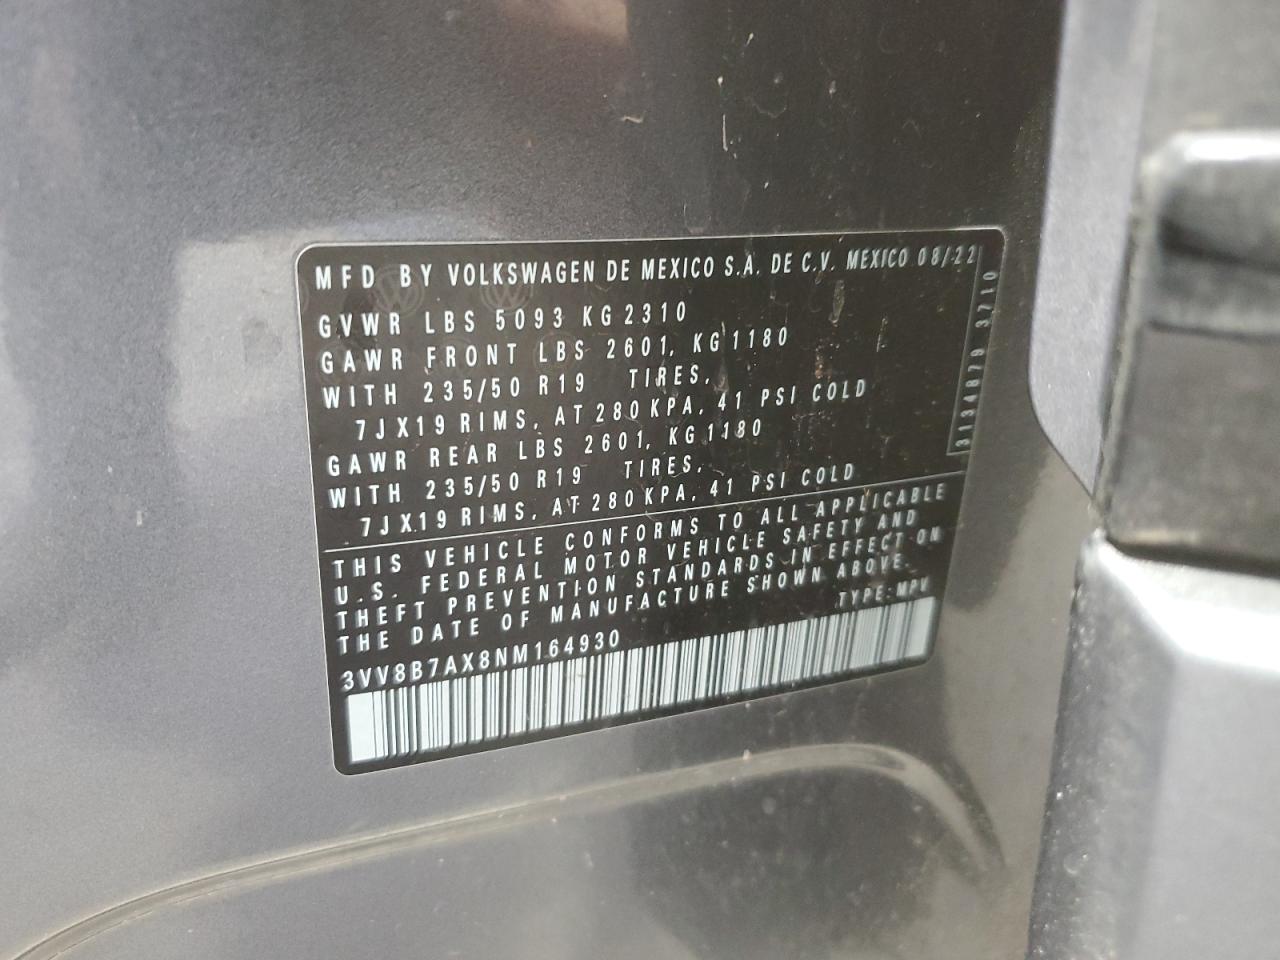 MFD BY VOLKSWAGEN DE MEXICO S.A. DE C.V. MEXICO 08/22
GVWR LBS 5093 KG 2310
GAWR FRONT LBS 2601, KG 1180
WITH 235/50 R19 TIRES,
7JX19 RIMS, AT 280 KPA, 41 PSI COLD
GAWR REAR LBS 2601, KG 1180
WITH 235/50 R19 TIRES,
7JX19 RIMS, AT 280 KPA, 41 PSI COLD
3134879 3710
THIS VEHICLE CONFORMS TO ALL APPLICABLE
U.S. FEDERAL MOTOR VEHICLE SAFETY AND
THEFT PREVENTION STANDARDS IN EFFECT ON
THE DATE OF MANUFACTURE SHOWN ABOVE.
TYPE: MPV
3VV8B7AX8NM164930